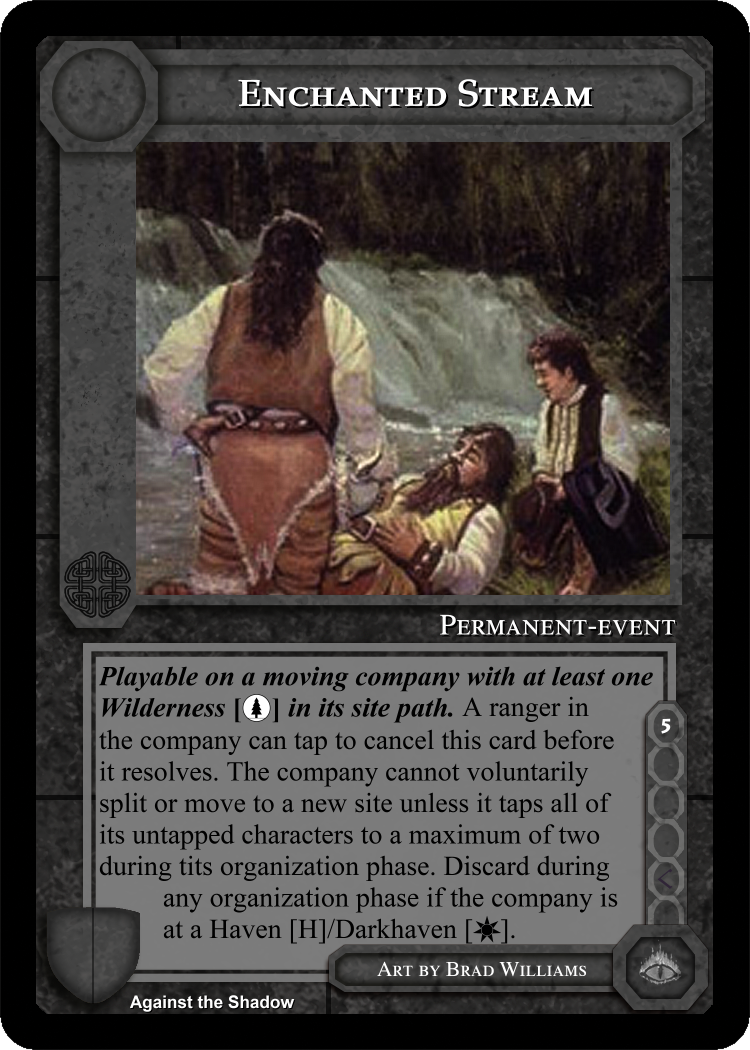 Enchanted Stream
Permanent-event
Playable on a moving company with at least one
Wilderness [ ] in its site path. A ranger in
the company can tap to cancel this card before
it resolves. The company cannot voluntarily
split or move to a new site unless it taps all of
its untapped characters to a maximum of two
during tits organization phase. Discard during
any organization phase if the company is
at a Haven [H]/Darkhaven [ ].
5
Art by Brad Williams
Against the Shadow